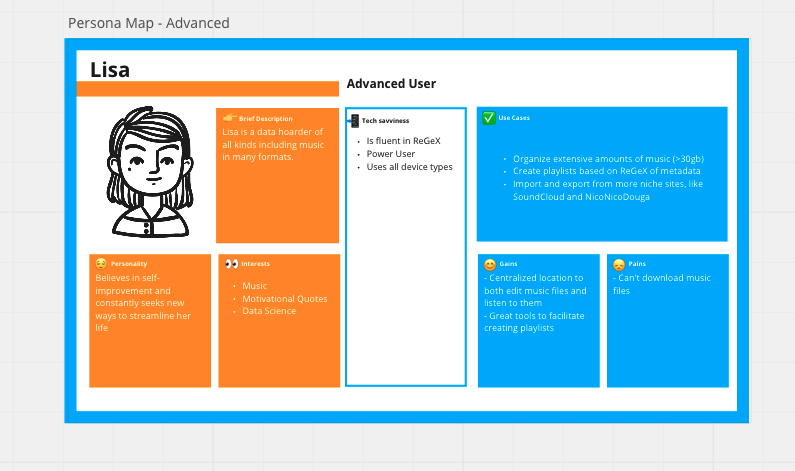 Persona Map - Advanced
Lisa
Advanced User
Brief Description
Lisa is a data hoarder of
all kinds including music
in many formats.
Tech savviness
• Is fluent in ReGeX
• Power User
• Uses all device types
Use Cases
• Organize extensive amounts of music (>30gb)
• Create playlists based on ReGeX of metadata
• Import and export from more niche sites, like
SoundCloud and NicoNicoDouga
Personality
Believes in self-
improvement and
constantly seeks new
ways to streamline her
life
Interests
• Music
• Motivational Quotes
• Data Science
Gains
- Centralized location to
both edit music files and
listen to them
- Great tools to facilitate
creating playlists
Pains
- Can't download music
files